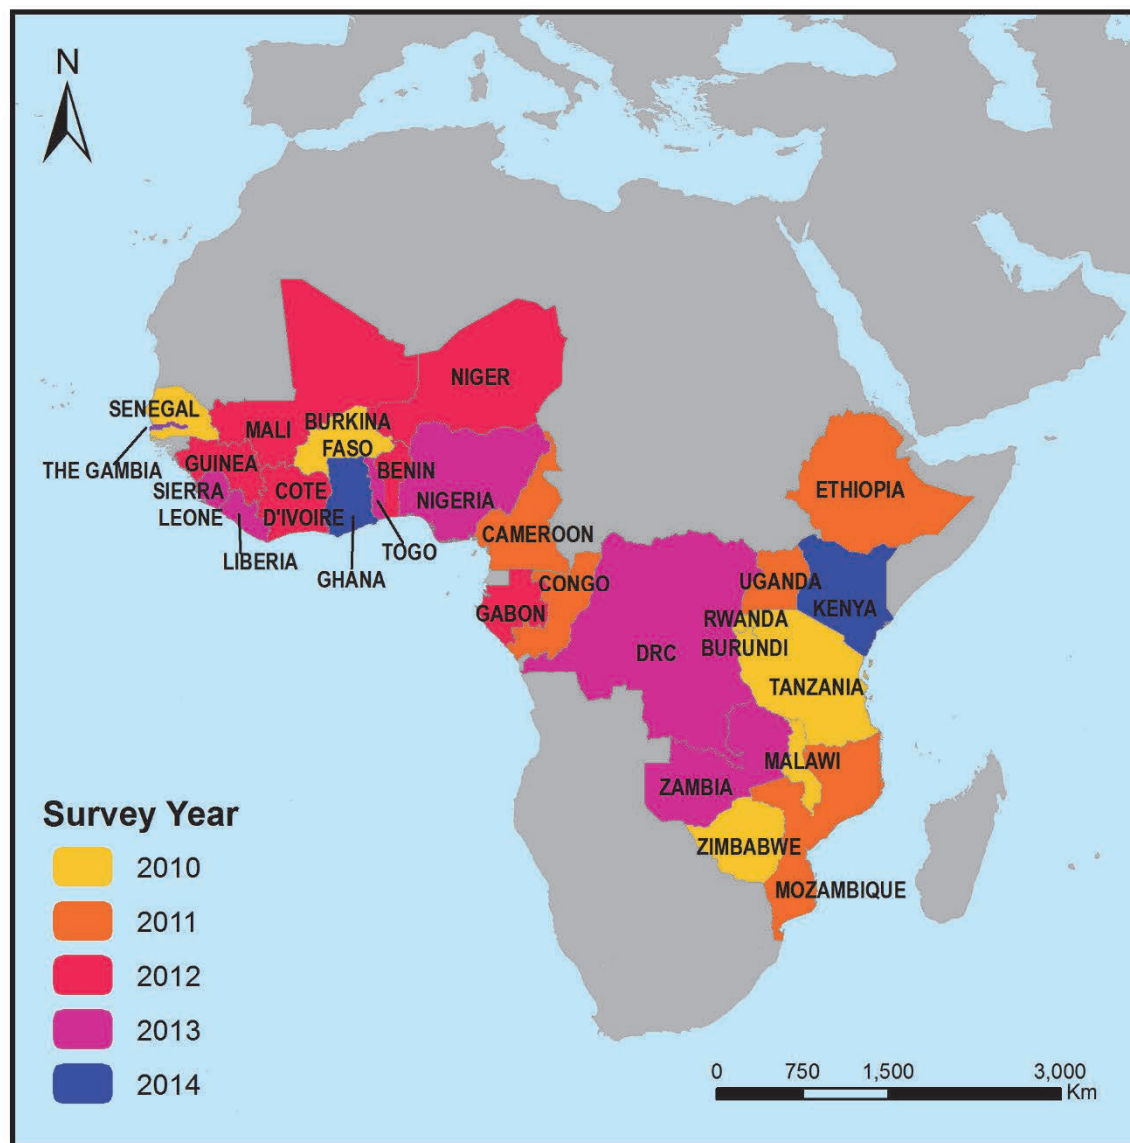 N
NIGER
SENEGAL
BURKINA
FASO
MALI
THE GAMBIA
GUINEA
BENIN
SIERRA
LEONE
COTE
D'IVOIRE
NIGERIA
ETHIOPIA
CAMEROON
LIBERIA
TOGO
GHANA
CONGO
UGANDA
GABON
KENYA
RWANDA
BURUNDI
DRC
TANZANIA
MALAWI
ZAMBIA
ZIMBABWE
MOZAMBIQUE
Survey Year
2010
2011
2012
2013
2014
0 750 1,500 3,000
Km